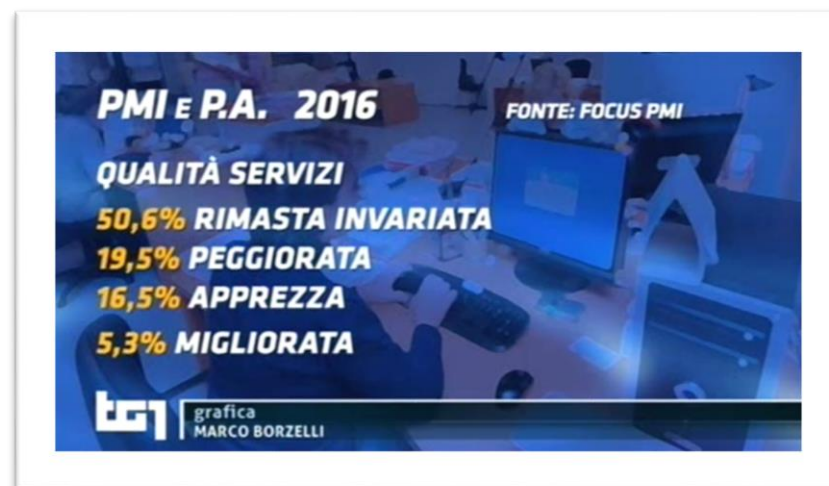 PMI E P.A. 2016
FONTE: FOCUS PMI
QUALITÀ SERVIZI
50,6% RIMASTA INVARIATA
19,5% PEGGIORATA
16,5% APPREZZA
5,3% MIGLIORATA
tg1
grafica
MARCO BORZELLI